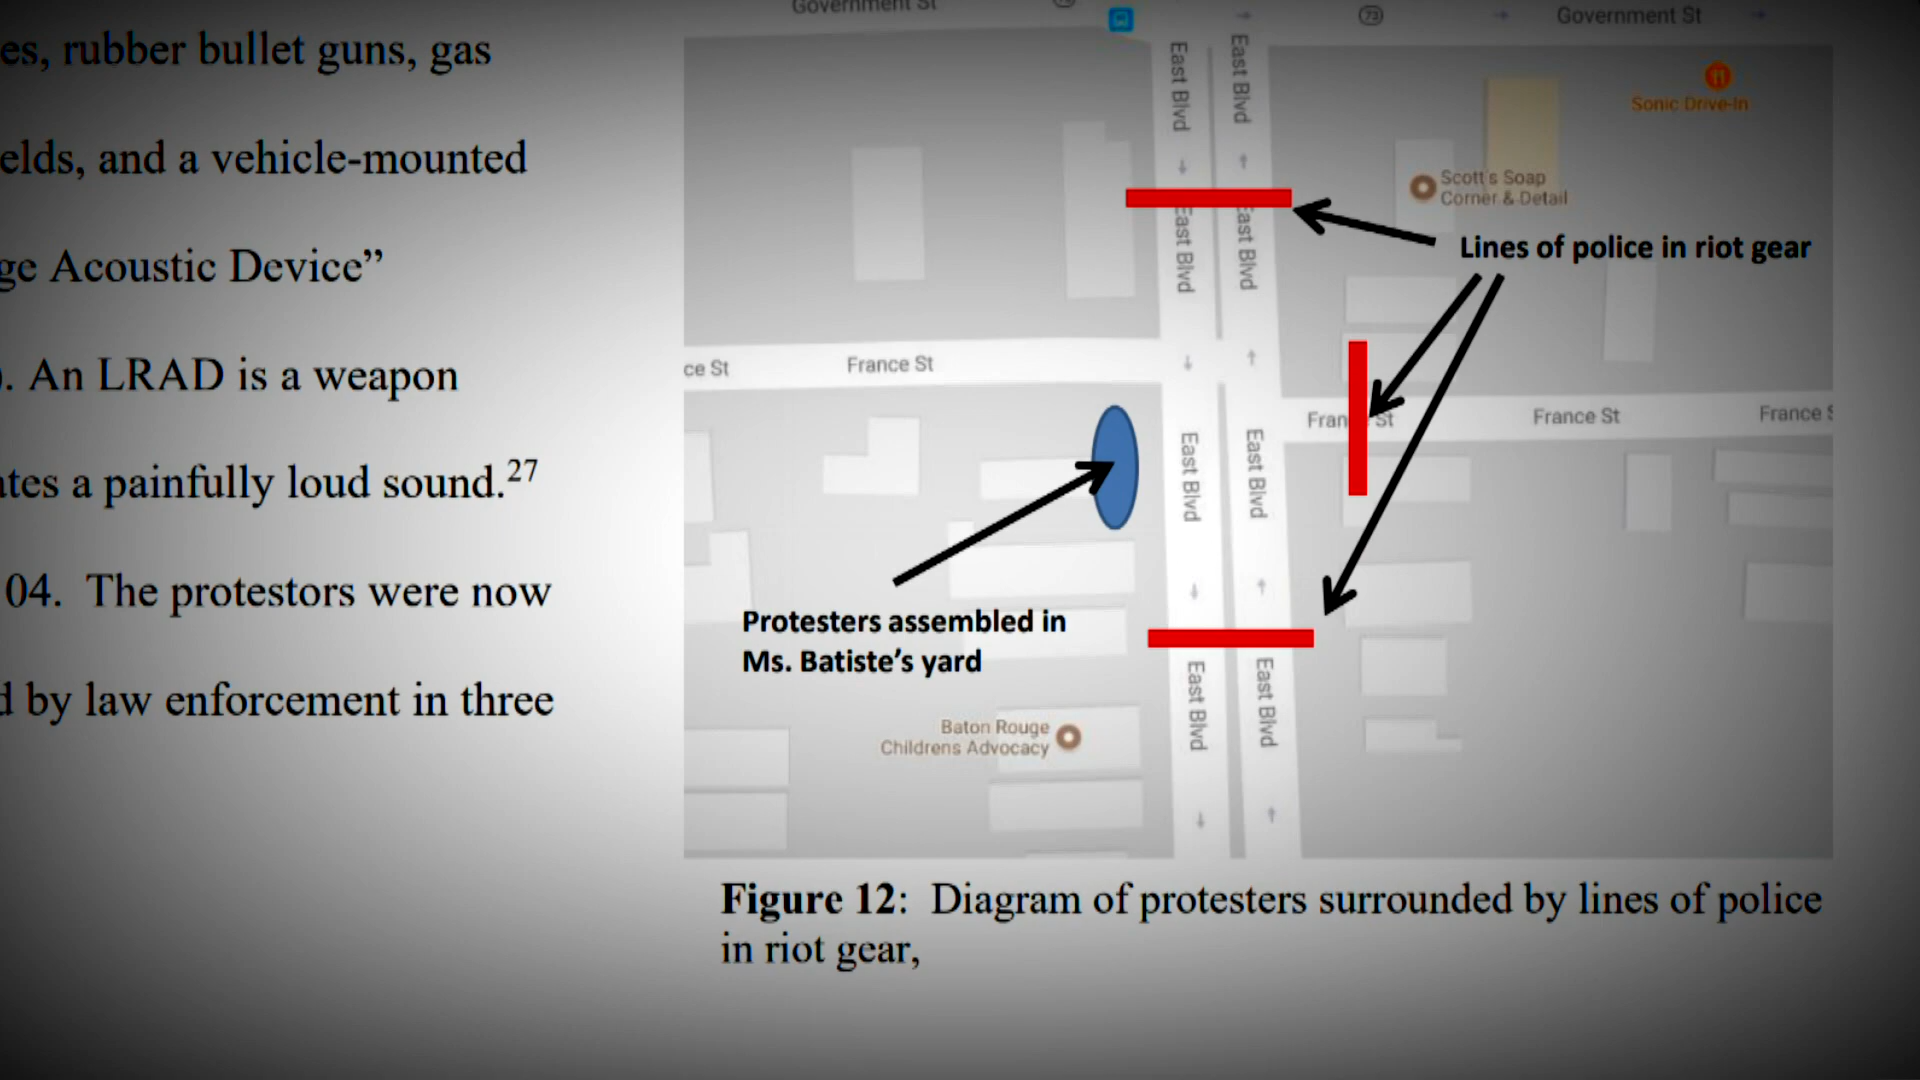 es, rubber bullet guns, gas
elds, and a vehicle-mounted
ge Acoustic Device”
). An LRAD is a weapon
ates a painfully loud sound.27
04. The protestors were now
d by law enforcement in three
Government St
73
Government St
East Blvd
East Blvd
Sonic Drive-In
Scott's Soap
Corner & Detail
East Blvd
East Blvd
Lines of police in riot gear
ce St
France St
France St
France St
France S
East Blvd
East Blvd
Protesters assembled in
Ms. Batiste’s yard
East Blvd
East Blvd
Baton Rouge
Childrens Advocacy
Figure 12: Diagram of protesters surrounded by lines of police
in riot gear,